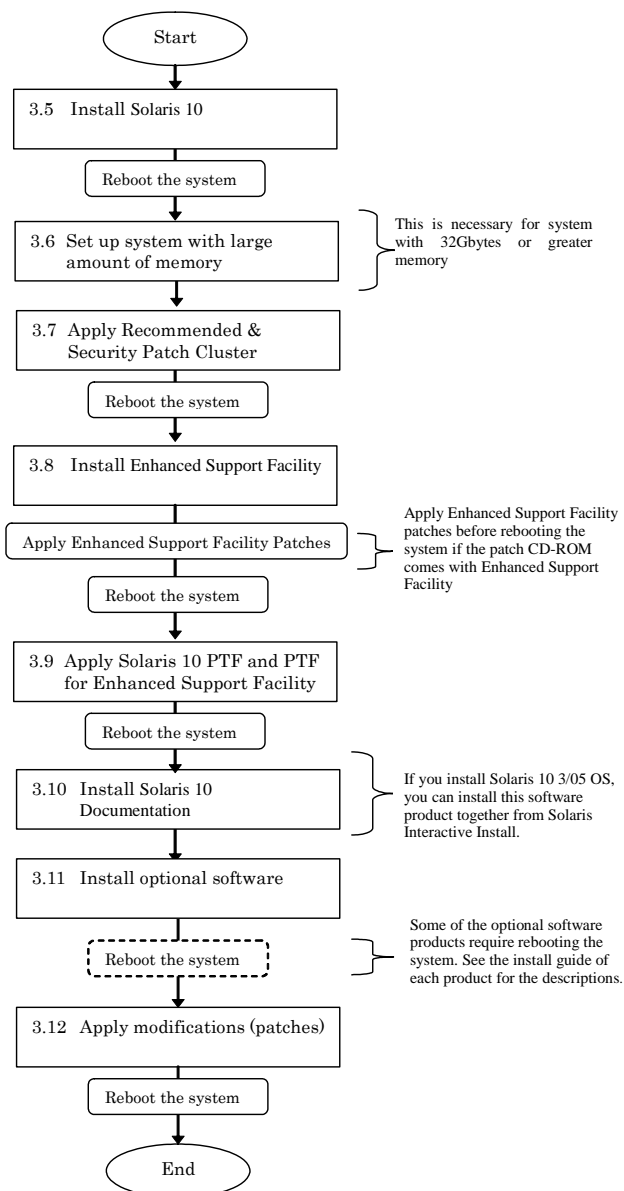 Start
3.5 Install Solaris 10
Reboot the system
3.6 Set up system with large
amount of memory
This is necessary for system
with 32Gbytes or greater
memory
3.7 Apply Recommended &
Security Patch Cluster
Reboot the system
3.8 Install Enhanced Support Facility
Apply Enhanced Support Facility Patches
Apply Enhanced Support Facility
patches before rebooting the
system if the patch CD-ROM
comes with Enhanced Support
Facility
Reboot the system
3.9 Apply Solaris 10 PTF and PTF
for Enhanced Support Facility
Reboot the system
3.10 Install Solaris 10
Documentation
If you install Solaris 10 3/05 OS,
you can install this software
product together from Solaris
Interactive Install.
3.11 Install optional software
Reboot the system
Some of the optional software
products require rebooting the
system. See the install guide of
each product for the descriptions.
3.12 Apply modifications (patches)
Reboot the system
End